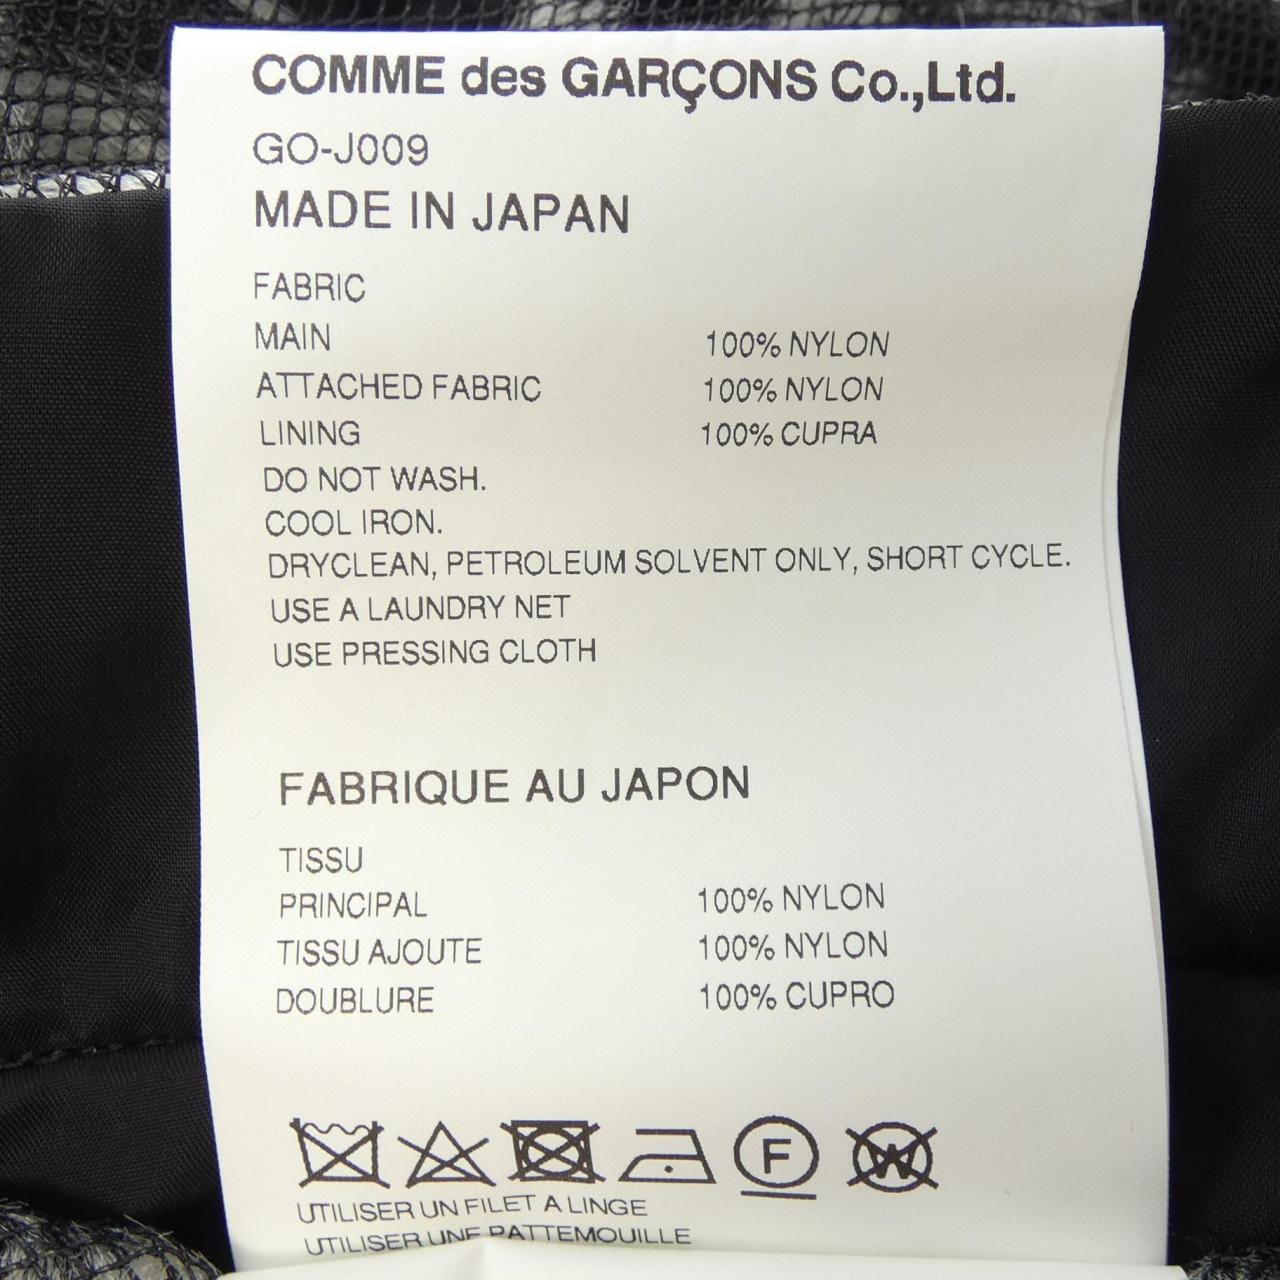 COMME des GARÇONS Co.,Ltd.
GO-J009
MADE IN JAPAN
FABRIC
MAIN 100% NYLON
ATTACHED FABRIC 100% NYLON
LINING 100% CUPRA
DO NOT WASH.
COOL IRON.
DRYCLEAN, PETROLEUM SOLVENT ONLY, SHORT CYCLE.
USE A LAUNDRY NET
USE PRESSING CLOTH
FABRIQUE AU JAPON
TISSU
PRINCIPAL 100% NYLON
TISSU AJOUTE 100% NYLON
DOUBLURE 100% CUPRO
F W
UTILISER UN FILET A LINGE
UTILISER UNE PATTEMOUILLE